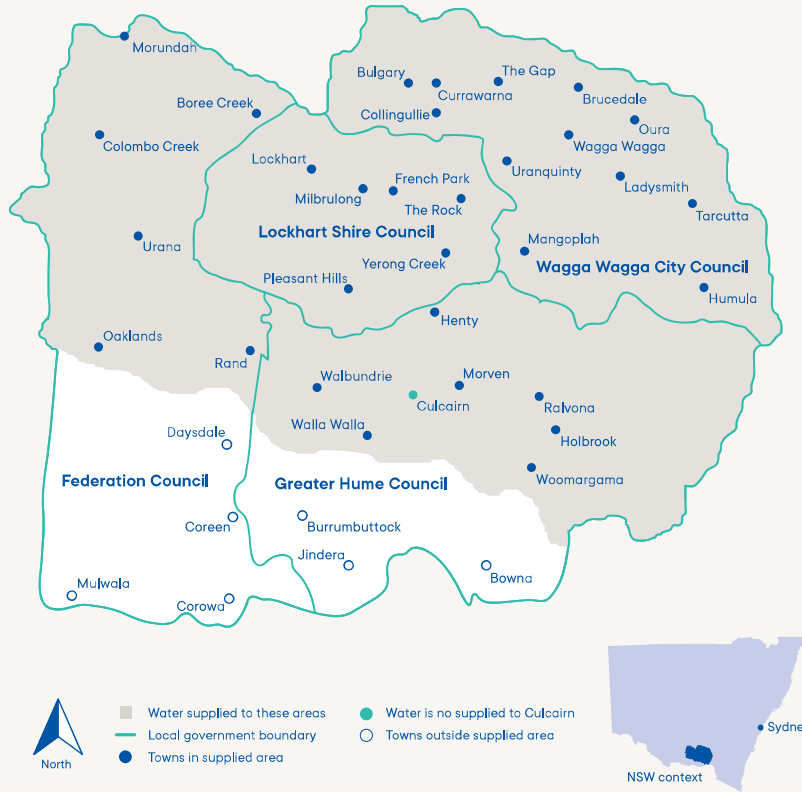 Morundah
Bulgary
The Gap
Currawarna
Brucedale
Boree Creek
Collingullie
Oura
Colombo Creek
Wagga Wagga
Lockhart
Uranquinty
French Park
Ladysmith
Milbrulong
The Rock
Tarcutta
Lockhart Shire Council
Urana
Mangoplah
Yerong Creek
Wagga Wagga City Council
Pleasant Hills
Humula
Henty
Oaklands
Rand
Walbundrie
Morven
Culcairn
Ralvona
Walla Walla
Daysdale
Holbrook
Federation Council
Greater Hume Council
Woomargama
Coreen
Burrumbuttock
Jindera
Bowna
Mulwala
Corowa
Water supplied to these areas
Local government boundary
Towns in supplied area
Water is no supplied to Culcairn
Towns outside supplied area
North
Sydne
NSW context